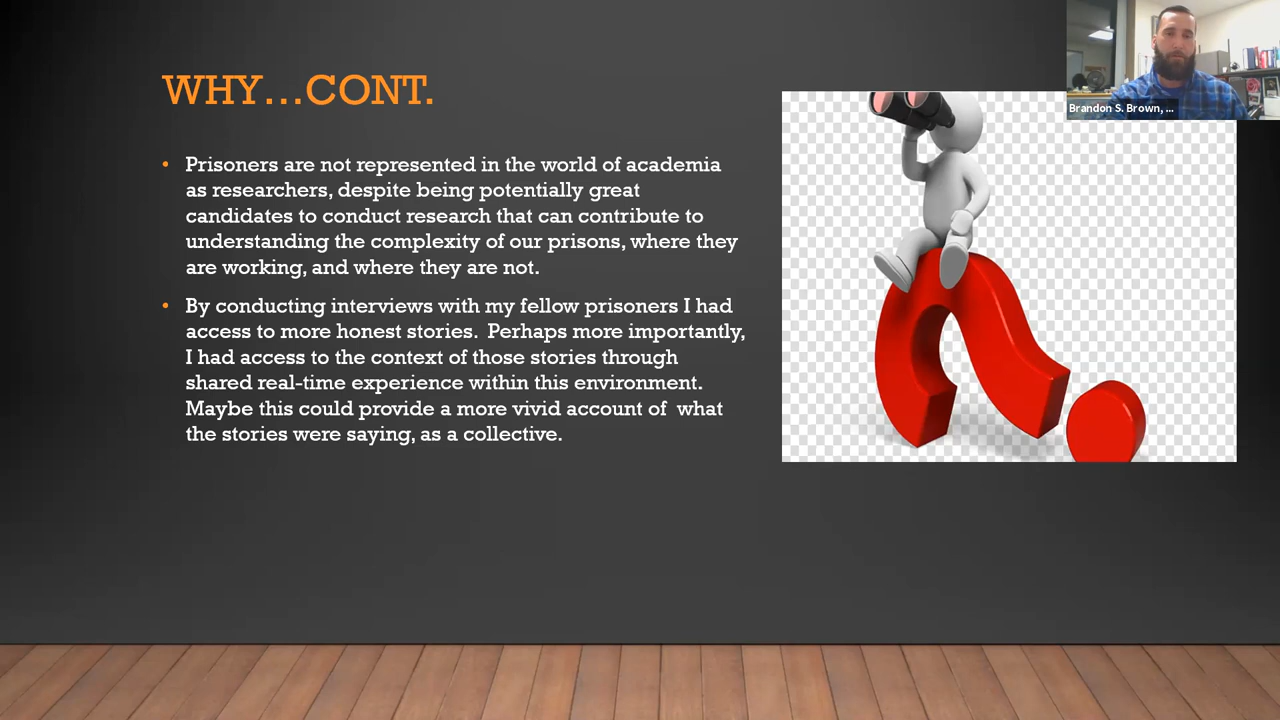 WHY...CONT.
• Prisoners are not represented in the world of academia
as researchers, despite being potentially great
candidates to conduct research that can contribute to
understanding the complexity of our prisons, where they
are working, and where they are not.
• By conducting interviews with my fellow prisoners I had
access to more honest stories.  Perhaps more importantly,
I had access to the context of those stories through
shared real-time experience within this environment.
Maybe this could provide a more vivid account of  what
the stories were saying, as a collective.
Brandon S. Brown, ...